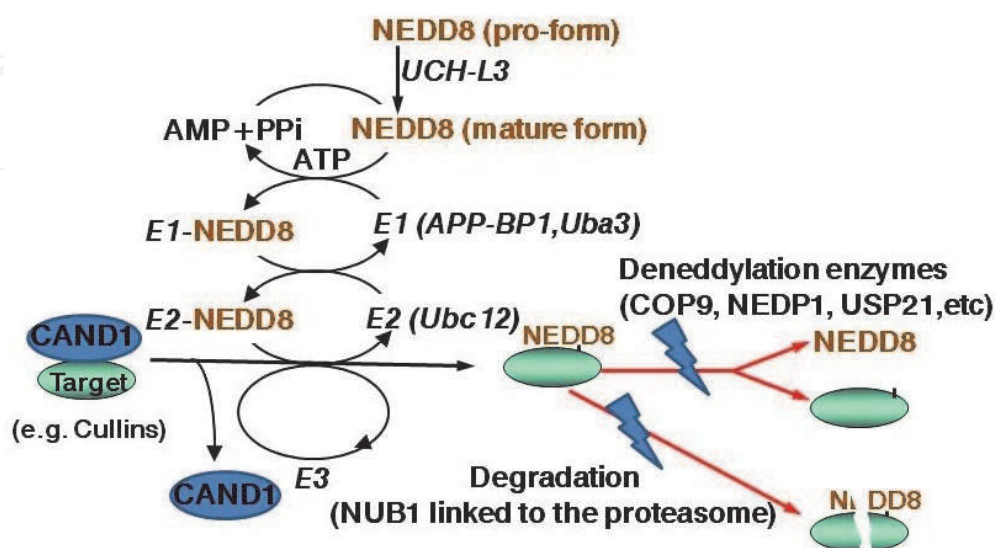 NEDD8 (pro-form)
UCH-L3
AMP+PPi
NEDD8 (mature form)
ATP
E1-NEDD8
E1 (APP-BP1,Uba3)
E2-NEDD8
E2 (Ubc12)
CAND1
Target
(e.g. Cullins)
CAND1
E3
NEDD8
Deneddylation enzymes
(COP9, NEDP1, USP21,etc)
NEDD8
Degradation
(NUB1 linked to the proteasome)
DD8